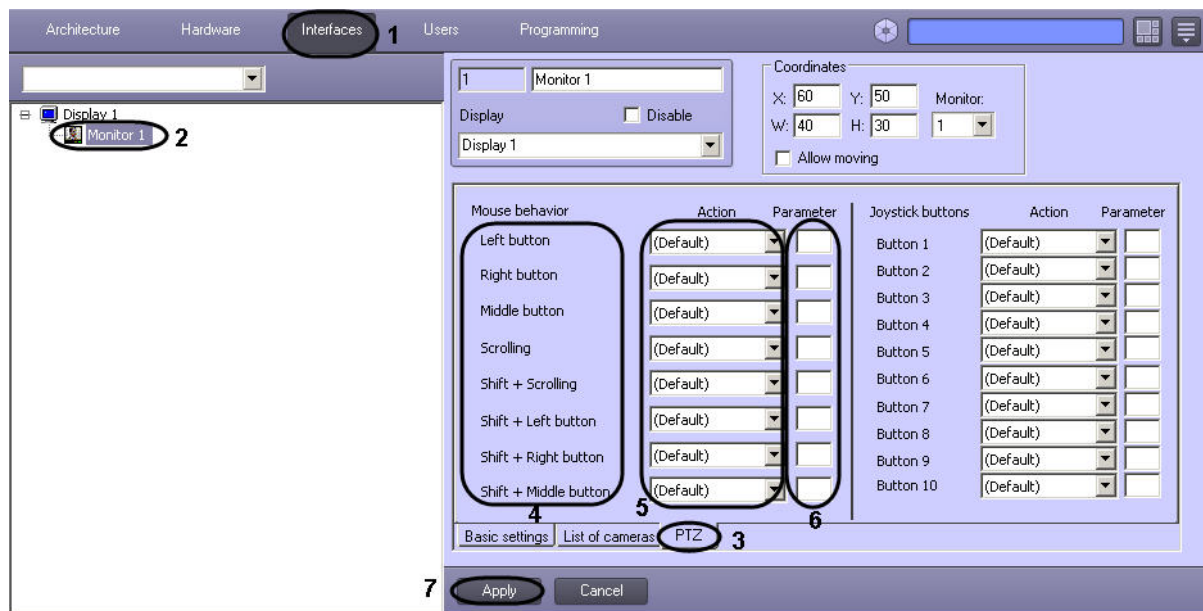 Architecture Hardware Interfaces 1 Users Programming
1 Monitor 1
Display Disable
Display 1
Coordinates
X: 60 Y: 50 Monitor:
W: 40 H: 30 1
Allow moving
Display 1
Monitor 1 2
Mouse behavior Action Parameter
Left button (Default)
Right button (Default)
Middle button (Default)
Scrolling (Default)
Shift + Scrolling (Default)
Shift + Left button (Default)
Shift + Right button (Default)
Shift + Middle button (Default)
4 5 6
Joystick buttons Action Parameter
Button 1 (Default)
Button 2 (Default)
Button 3 (Default)
Button 4 (Default)
Button 5 (Default)
Button 6 (Default)
Button 7 (Default)
Button 8 (Default)
Button 9 (Default)
Button 10 (Default)
Basic settings List of cameras PTZ 3
7 Apply Cancel